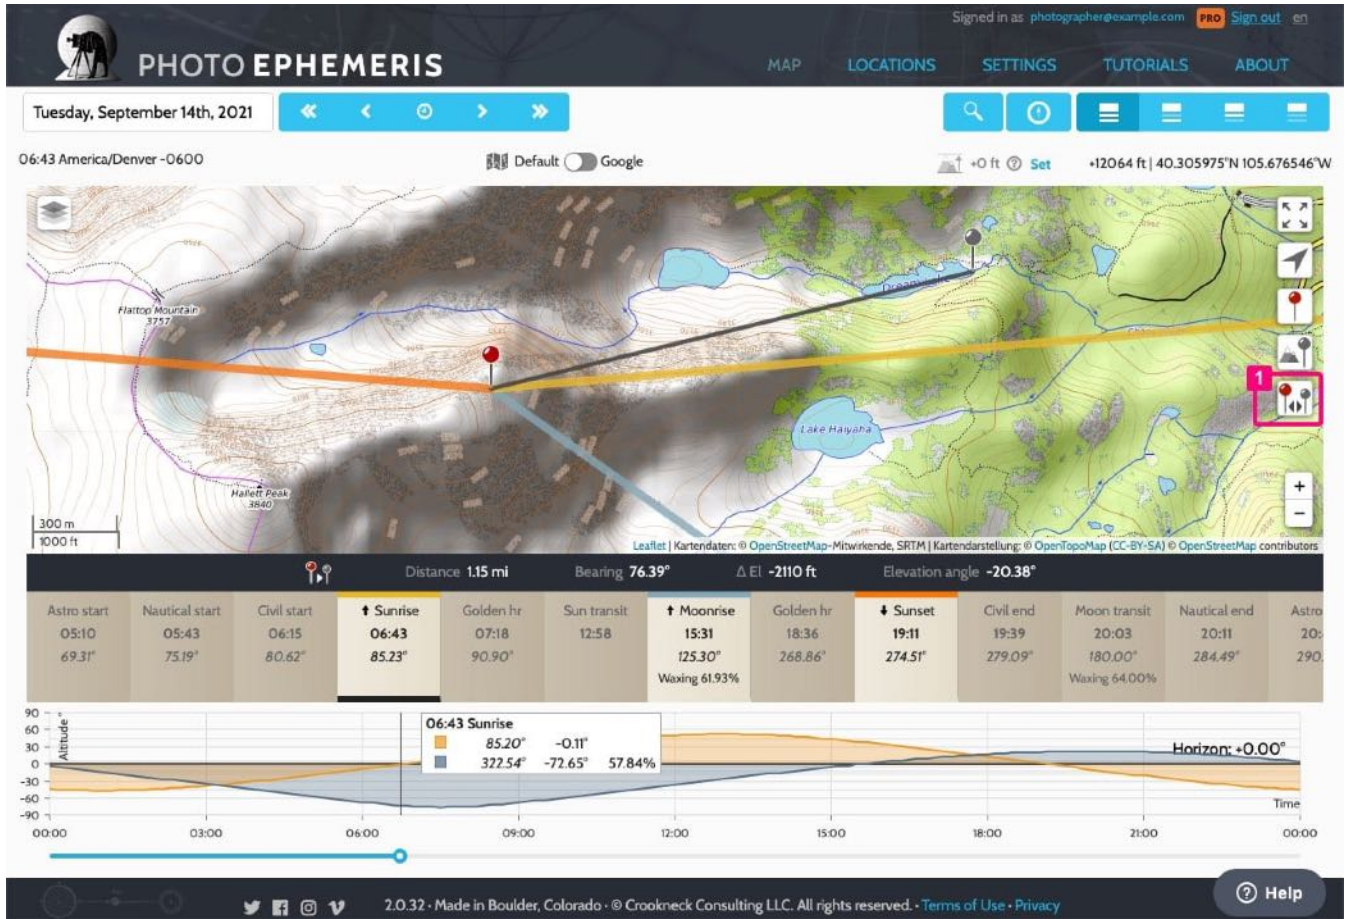 Signed in as photographer@example.com PRO Sign out en
PHOTO EPHEMERIS
MAP LOCATIONS SETTINGS TUTORIALS ABOUT
Tuesday, September 14th, 2021
06:43 America/Denver -0600
Default Google
+0 ft Set
+12064 ft | 40.305975°N 105.676546°W
Flattop Mountain
3757
Dream Lake
1
Lake Haiyaha
Hallett Peak
3840
+
−
300 m
1000 ft
Leaflet | Kartendaten: © OpenStreetMap-Mitwirkende, SRTM | Kartendarstellung: © OpenTopoMap (CC-BY-SA) © OpenStreetMap contributors
Distance 1.15 mi Bearing 76.39° Δ El -2110 ft Elevation angle -20.38°
Astro start Nautical start Civil start Sunrise Golden hr Sun transit Moonrise Golden hr Sunset Civil end Moon transit Nautical end Astro
05:10 05:43 06:15 06:43 07:18 12:58 15:31 18:36 19:11 19:39 20:03 20:11 20:
69.31° 75.19° 80.62° 85.23° 90.90° 125.30° 268.86° 274.51° 279.09° 180.00° 284.49° 290.
Waxing 61.93% Waxing 64.00%
90
60
30
0
-30
-60
-90
Altitude °
06:43 Sunrise
85.20° -0.11°
322.54° -72.65° 57.84%
Horizon: +0.00°
Time
00:00 03:00 06:00 09:00 12:00 15:00 18:00 21:00 00:00
2.0.32 · Made in Boulder, Colorado · © Crookneck Consulting LLC. All rights reserved. · Terms of Use · Privacy
Help